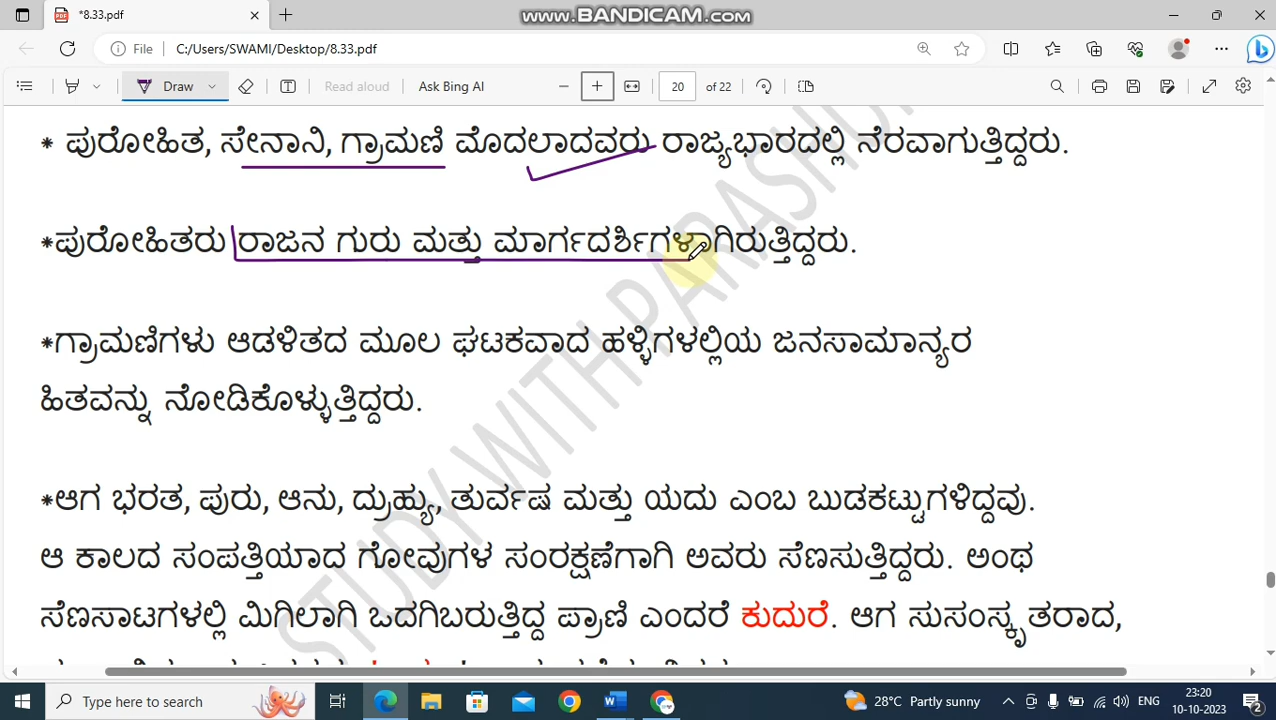 *8.33.pdf
www.BANDICAM.com
File C:/Users/SWAMI/Desktop/8.33.pdf
Draw Read aloud Ask Bing AI 20 of 22
* ಪುರೋಹಿತ, ಸೇನಾನಿ, ಗ್ರಾಮಣಿ ಮೊದಲಾದವರು ರಾಜ್ಯಭಾರದಲ್ಲಿ ನೆರವಾಗುತ್ತಿದ್ದರು.
*ಪುರೋಹಿತರು ರಾಜನ ಗುರು ಮತ್ತು ಮಾರ್ಗದರ್ಶಿಗಳಾಗಿರುತ್ತಿದ್ದರು.
*ಗ್ರಾಮಣಿಗಳು ಆಡಳಿತದ ಮೂಲ ಘಟಕವಾದ ಹಳ್ಳಿಗಳಲ್ಲಿಯ ಜನಸಾಮಾನ್ಯರ
ಹಿತವನ್ನು ನೋಡಿಕೊಳ್ಳುತ್ತಿದ್ದರು.
*ಆಗ ಭರತ, ಪುರು, ಆನು, ದ್ರುಹ್ಯು, ತುರ್ವಷ ಮತ್ತು ಯದು ಎಂಬ ಬುಡಕಟ್ಟುಗಳಿದ್ದವು.
ಆ ಕಾಲದ ಸಂಪತ್ತಿಯಾದ ಗೋವುಗಳ ಸಂರಕ್ಷಣೆಗಾಗಿ ಅವರು ಸೆಣಸುತ್ತಿದ್ದರು. ಅಂಥ
ಸೆಣಸಾಟಗಳಲ್ಲಿ ಮಿಗಿಲಾಗಿ ಒದಗಿಬರುತ್ತಿದ್ದ ಪ್ರಾಣಿ ಎಂದರೆ ಕುದುರೆ. ಆಗ ಸುಸಂಸ್ಕೃತರಾದ,
STUDY WITH PARASHU
Type here to search 28°C Partly sunny ENG 23:20
10-10-2023 2